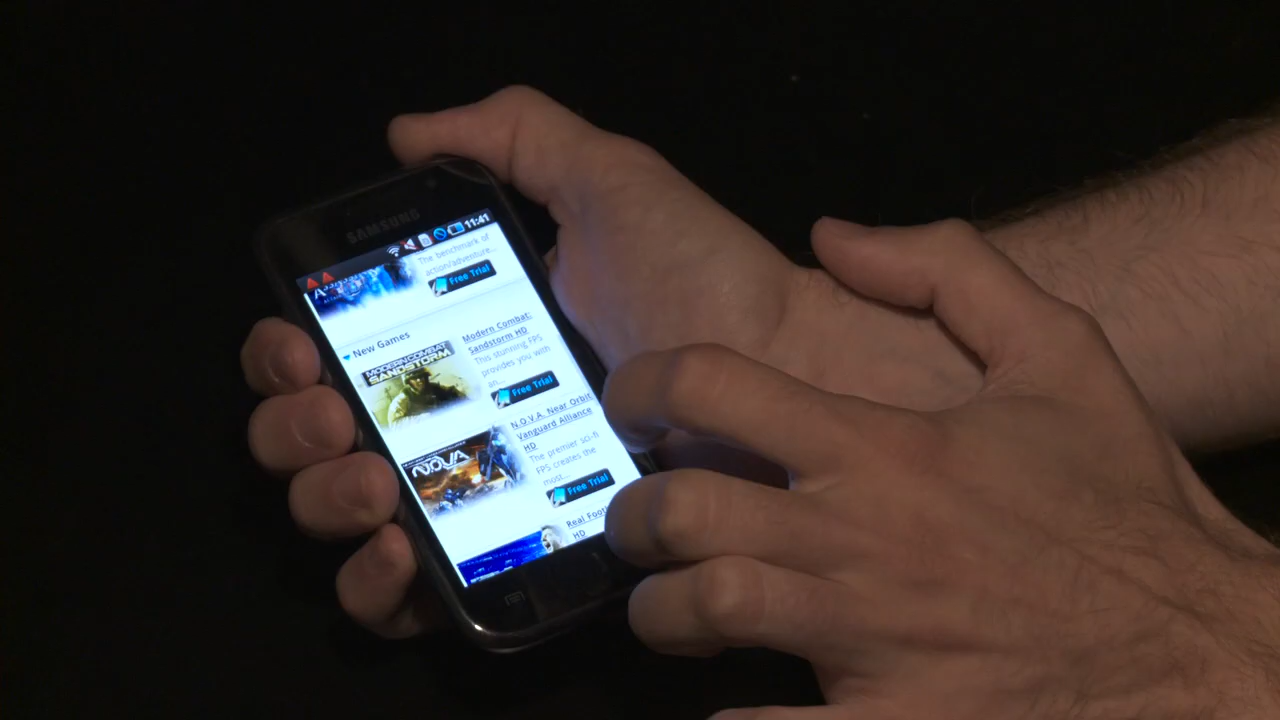 SAMSUNG
11:41
The benchmark of
action/adventure...
Free Trial
New Games
MODERN COMBAT
SANDSTORM
Modern Combat:
Sandstorm HD
This stunning FPS
provides you with
an...
Free Trial
N.O.V.A
N.O.V.A. Near Orbit
Vanguard Alliance
HD
The premier sci-fi
FPS creates the
most...
Free Trial
Real Foot
HD